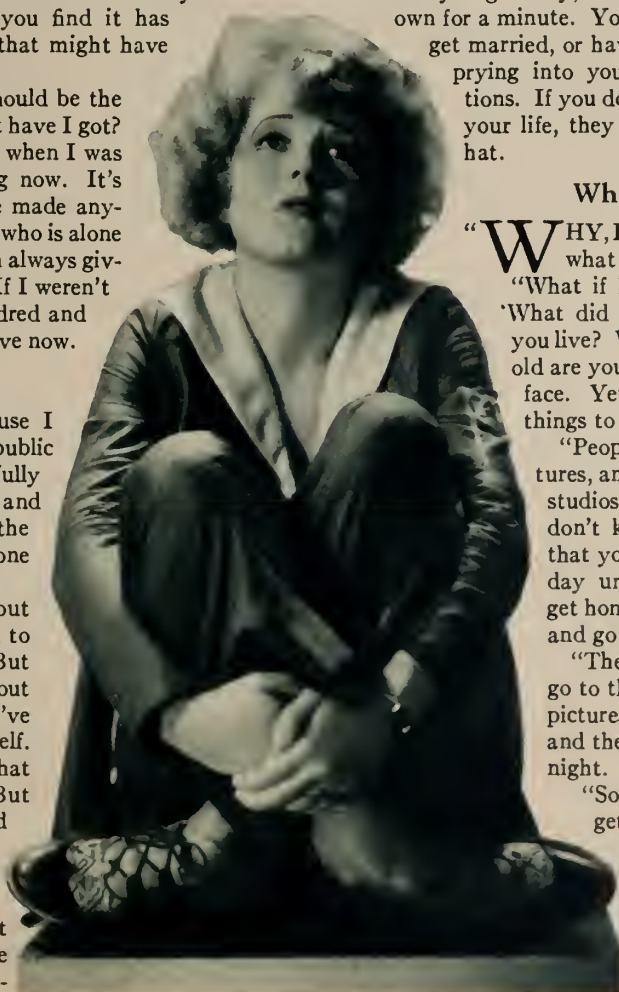 you find it has
that might have
hould be the
t have I got?
when I was
g now. It's
e made any-
who is alone
n always giv-
If I weren't
dred and
ve now.
use I
public
fully
and
the
one
out
to
But
out
've
elf.
hat
But
d
t
e
-
own for a minute. Yo
get married, or hav
prying into you
tions. If you do
your life, they
hat.
Wh
"WHY, I
what
"What if
'What did
you live? W
old are you
face. Ye
things to
"Peop
tures, an
studios
don't k
that yo
day un
get hom
and go
"The
go to th
picture
and the
night.
"So
get